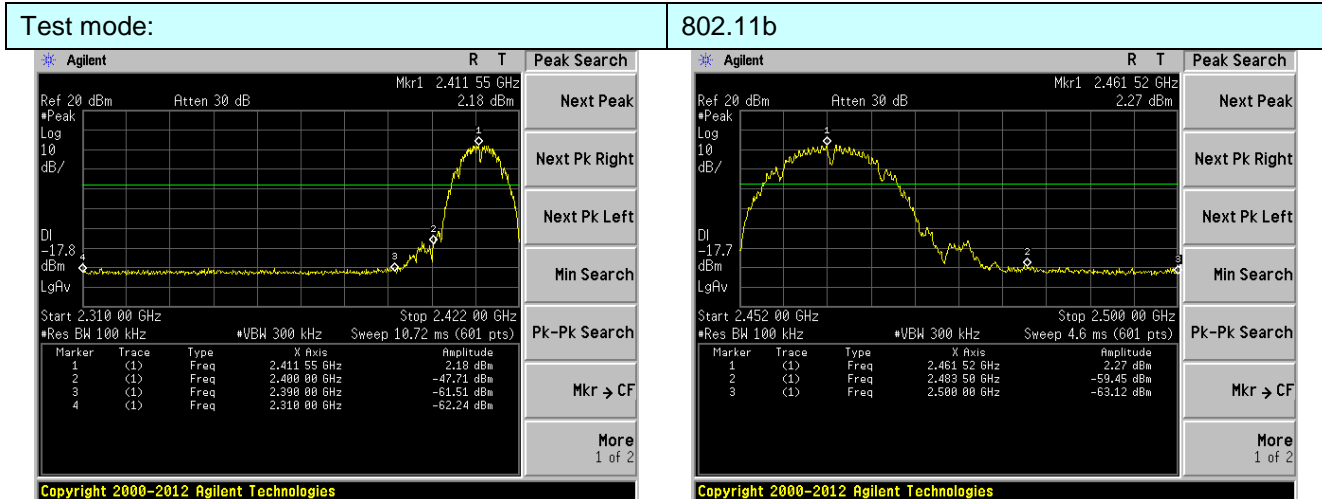 Test mode: 802.11b
Agilent R T Peak Search
Mkr1 2.411 55 GHz
Ref 20 dBm Atten 30 dB 2.18 dBm
#Peak
Log
10
dB/
1
2
3
4
DI
-17.8
dBm
LgAv
Start 2.310 00 GHz Stop 2.422 00 GHz
#Res BW 100 kHz #VBW 300 kHz Sweep 10.72 ms (601 pts)
Marker Trace Type X Axis Amplitude
1 (1) Freq 2.411 55 GHz 2.18 dBm
2 (1) Freq 2.400 00 GHz -47.71 dBm
3 (1) Freq 2.390 00 GHz -61.51 dBm
4 (1) Freq 2.310 00 GHz -62.24 dBm
Next Peak
Next Pk Right
Next Pk Left
Min Search
Pk-Pk Search
Mkr → CF
More
1 of 2
Copyright 2000-2012 Agilent Technologies
Agilent R T Peak Search
Mkr1 2.461 52 GHz
Ref 20 dBm Atten 30 dB 2.27 dBm
#Peak
Log
10
dB/
1
2
3
DI
-17.7
dBm
LgAv
Start 2.452 00 GHz Stop 2.500 00 GHz
#Res BW 100 kHz #VBW 300 kHz Sweep 4.6 ms (601 pts)
Marker Trace Type X Axis Amplitude
1 (1) Freq 2.461 52 GHz 2.27 dBm
2 (1) Freq 2.483 50 GHz -59.45 dBm
3 (1) Freq 2.500 00 GHz -63.12 dBm
Next Peak
Next Pk Right
Next Pk Left
Min Search
Pk-Pk Search
Mkr → CF
More
1 of 2
Copyright 2000-2012 Agilent Technologies